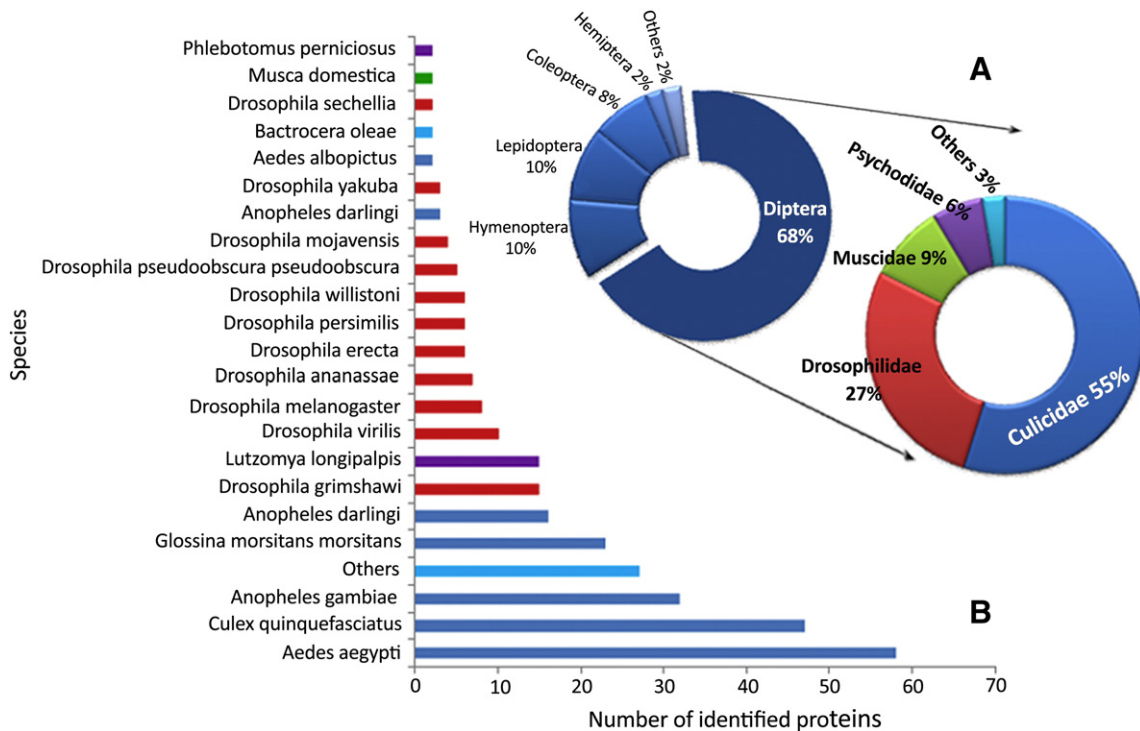 Phlebotomus perniciosus
Musca domestica
Drosophila sechellia
Bactrocera oleae
Aedes albopictus
Drosophila yakuba
Anopheles darlingi
Drosophila mojavensis
Drosophila pseudoobscura pseudoobscura
Drosophila willistoni
Drosophila persimilis
Drosophila erecta
Drosophila ananassae
Drosophila melanogaster
Drosophila virilis
Lutzomya longipalpis
Drosophila grimshawi
Anopheles darlingi
Glossina morsitans morsitans
Others
Anopheles gambiae
Culex quinquefasciatus
Aedes aegypti
Species
0 10 20 30 40 50 60 70
Number of identified proteins
A
Others 2%
Hemiptera 2%
Coleoptera 8%
Lepidoptera
10%
Hymenoptera
10%
Diptera
68%
Others 3%
Psychodidae 6%
Muscidae 9%
Drosophilidae
27%
Culicidae 55%
B